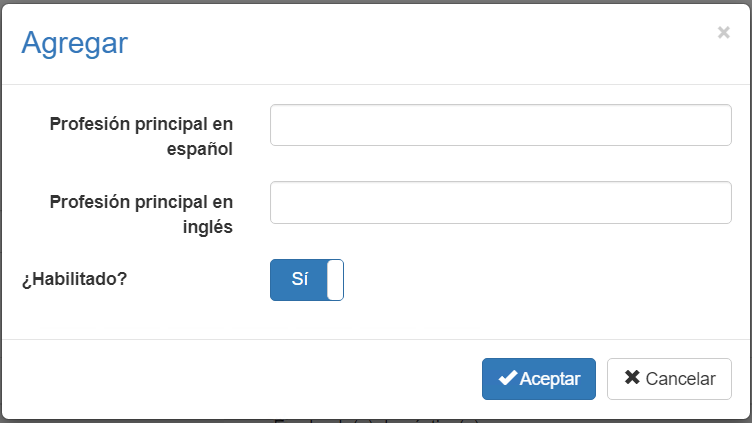 Agregar
×
Profesión principal en
español
Profesión principal en
inglés
¿Habilitado?
Sí
Aceptar
Cancelar